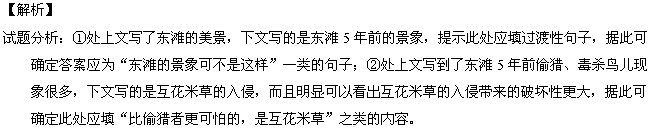 【解析】
试题分析：①处上文写了东滩的美景，下文写的是东滩 5 年前的景象，提示此处应填过渡性句子，据此可
确定答案应为“东滩的景象可不是这样”一类的句子；②处上文写到了东滩 5 年前偷猎、毒杀鸟儿现
象很多，下文写的是互花米草的入侵，而且明显可以看出互花米草的入侵带来的破坏性更大，据此可
确定此处应填“比偷猎者更可怕的，是互花米草”之类的内容。